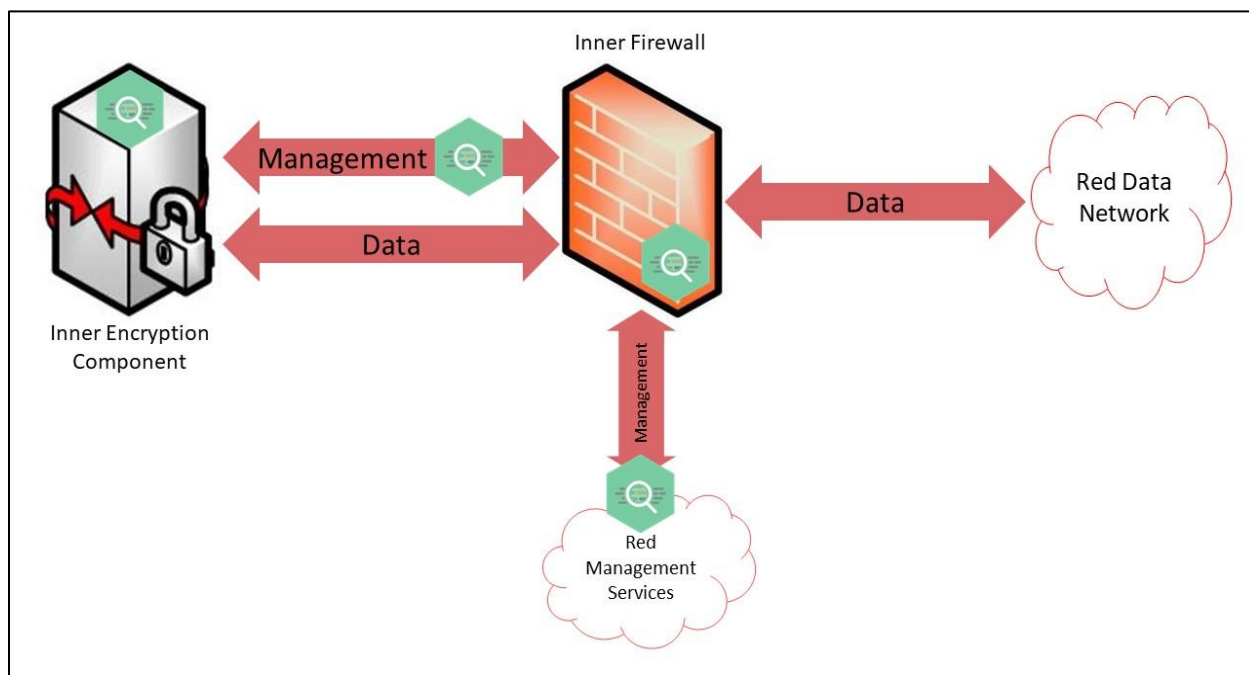 Inner Firewall
Management
Data
Data
Red Data
Network
Inner Encryption
Component
Management
Red
Management
Services